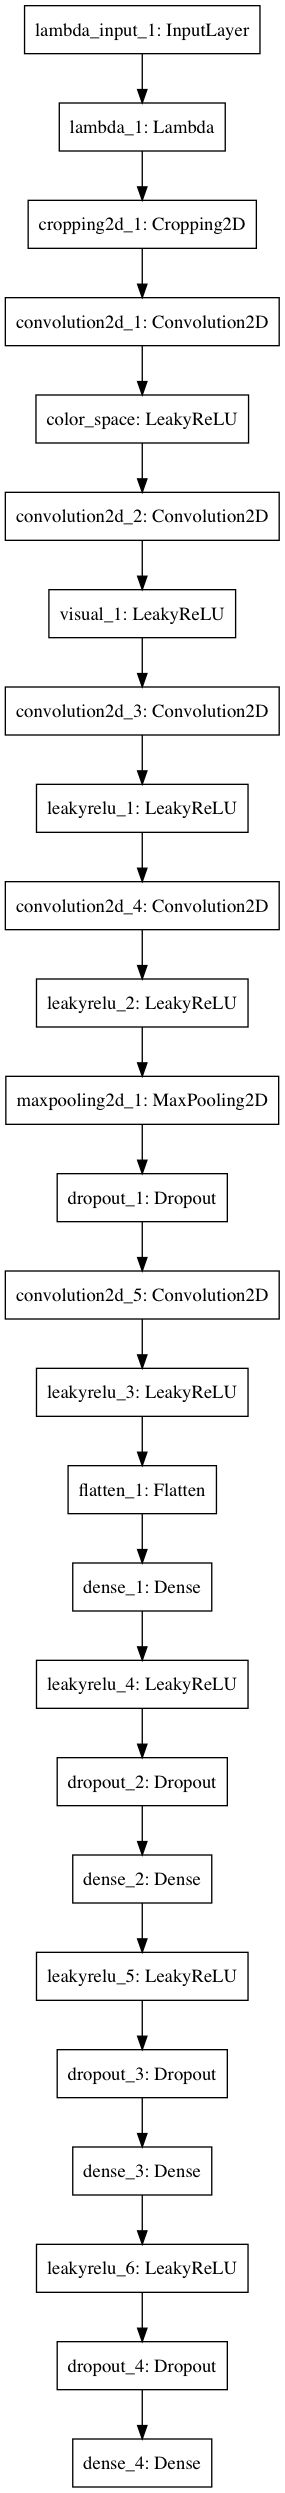 lambda_input_1: InputLayer
lambda_1: Lambda
cropping2d_1: Cropping2D
convolution2d_1: Convolution2D
color_space: LeakyReLU
convolution2d_2: Convolution2D
visual_1: LeakyReLU
convolution2d_3: Convolution2D
leakyrelu_1: LeakyReLU
convolution2d_4: Convolution2D
leakyrelu_2: LeakyReLU
maxpooling2d_1: MaxPooling2D
dropout_1: Dropout
convolution2d_5: Convolution2D
leakyrelu_3: LeakyReLU
flatten_1: Flatten
dense_1: Dense
leakyrelu_4: LeakyReLU
dropout_2: Dropout
dense_2: Dense
leakyrelu_5: LeakyReLU
dropout_3: Dropout
dense_3: Dense
leakyrelu_6: LeakyReLU
dropout_4: Dropout
dense_4: Dense